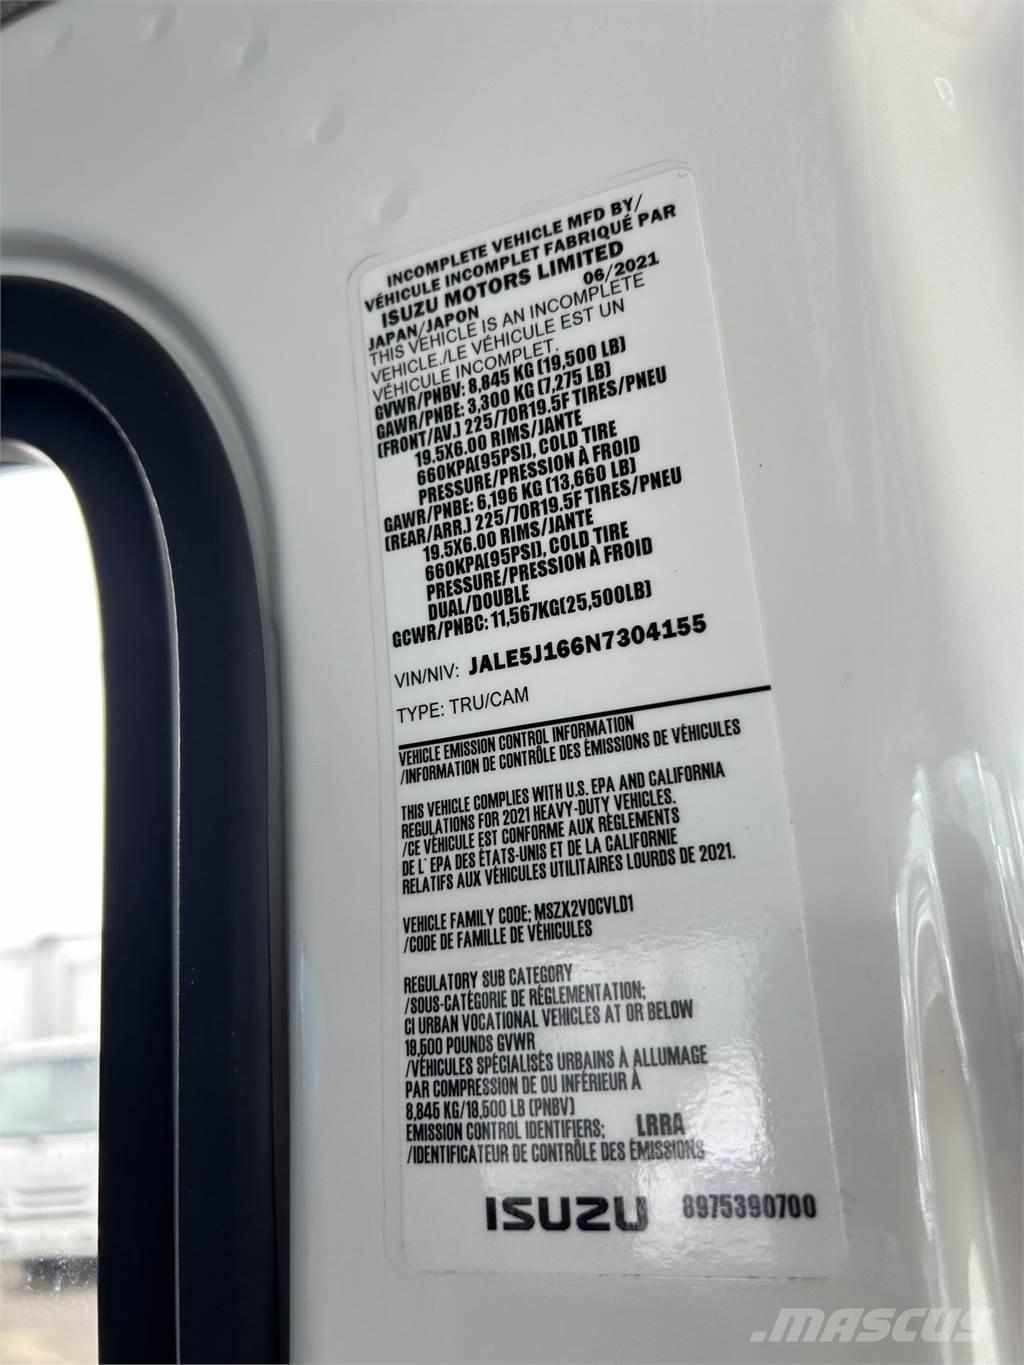 INCOMPLETE VEHICLE MFD BY/
VÉHICULE INCOMPLET FABRIQUÉ PAR
ISUZU MOTORS LIMITED
JAPAN/JAPON 06/2021
THIS VEHICLE IS AN INCOMPLETE
VEHICLE./LE VÉHICULE EST UN
VÉHICULE INCOMPLET.
GVWR/PNBV: 8,845 KG (19,500 LB)
GAWR/PNBE: 3,300 KG (7,275 LB)
(FRONT/AV.) 225/70R19.5F TIRES/PNEU
19.5X6.00 RIMS/JANTE
660KPA(95PSI), COLD TIRE
PRESSURE/PRESSION À FROID
GAWR/PNBE: 6,196 KG (13,660 LB)
(REAR/ARR.) 225/70R19.5F TIRES/PNEU
19.5X6.00 RIMS/JANTE
660KPA(95PSI), COLD TIRE
PRESSURE/PRESSION À FROID
DUAL/DOUBLE
GCWR/PNBC: 11,567KG(25,500LB)
VIN/NIV: JALE5J166N7304155
TYPE: TRU/CAM
VEHICLE EMISSION CONTROL INFORMATION
/INFORMATION DE CONTRÔLE DES ÉMISSIONS DE VÉHICULES
THIS VEHICLE COMPLIES WITH U.S. EPA AND CALIFORNIA
REGULATIONS FOR 2021 HEAVY-DUTY VEHICLES.
/CE VÉHICULE EST CONFORME AUX RÈGLEMENTS
DE L' EPA DES ÉTATS-UNIS ET DE LA CALIFORNIE
RELATIFS AUX VÉHICULES UTILITAIRES LOURDS DE 2021.
VEHICLE FAMILY CODE: MSZX2VOCVLD1
/CODE DE FAMILLE DE VÉHICULES
REGULATORY SUB CATEGORY
/SOUS-CATÉGORIE DE RÉGLEMENTATION:
CI URBAN VOCATIONAL VEHICLES AT OR BELOW
19,500 POUNDS GVWR
/VÉHICULES SPÉCIALISÉS URBAINS À ALLUMAGE
PAR COMPRESSION DE OU INFÉRIEUR À
8,845 KG/19,500 LB (PNBV)
EMISSION CONTROL IDENTIFIERS: LRRA
/IDENTIFICATEUR DE CONTRÔLE DES ÉMISSIONS
ISUZU 8975390700
.MASCUS